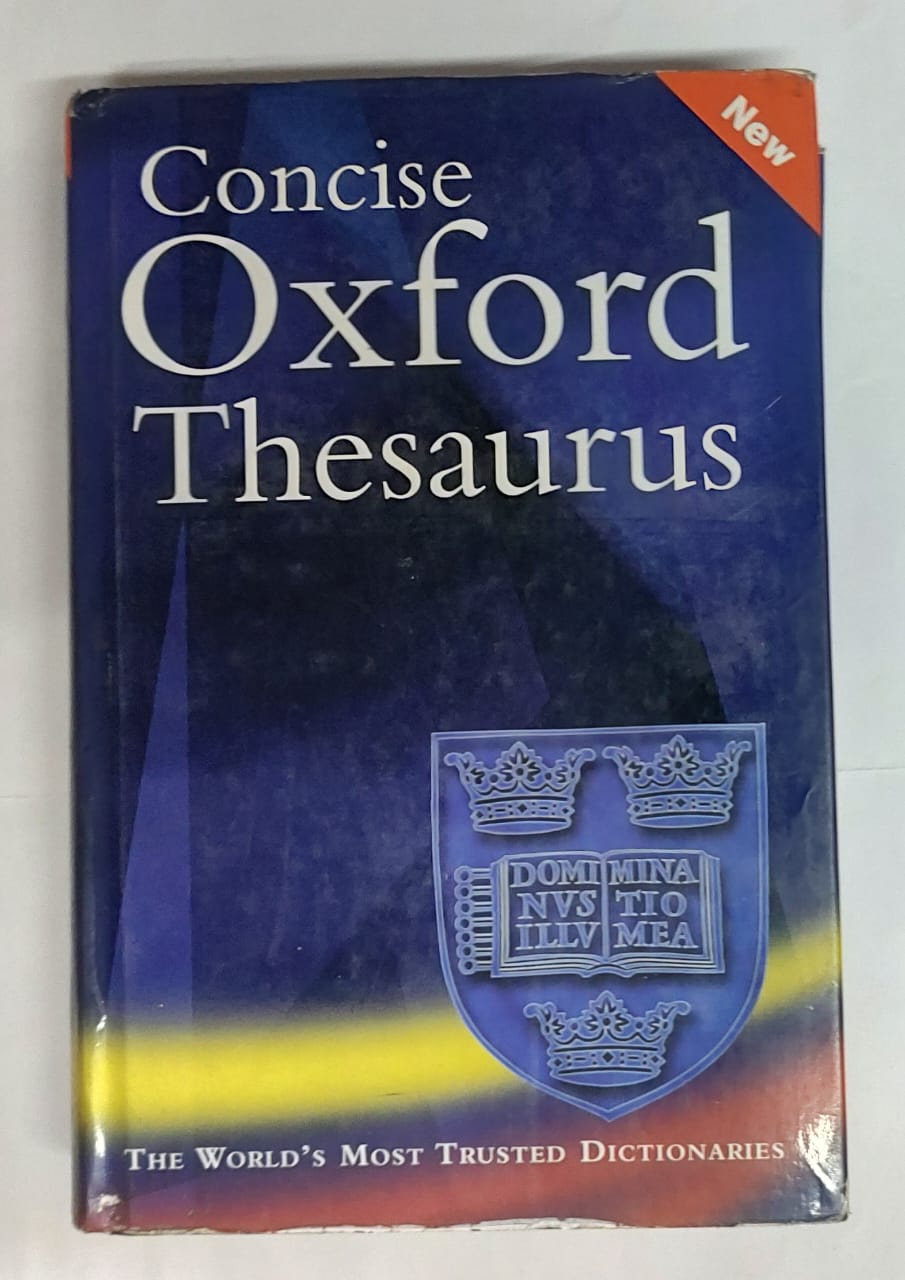 New
Concise
Oxford
Thesaurus
DOMI MINA
NVS TIO
ILLV MEA
THE WORLD'S MOST TRUSTED DICTIONARIES